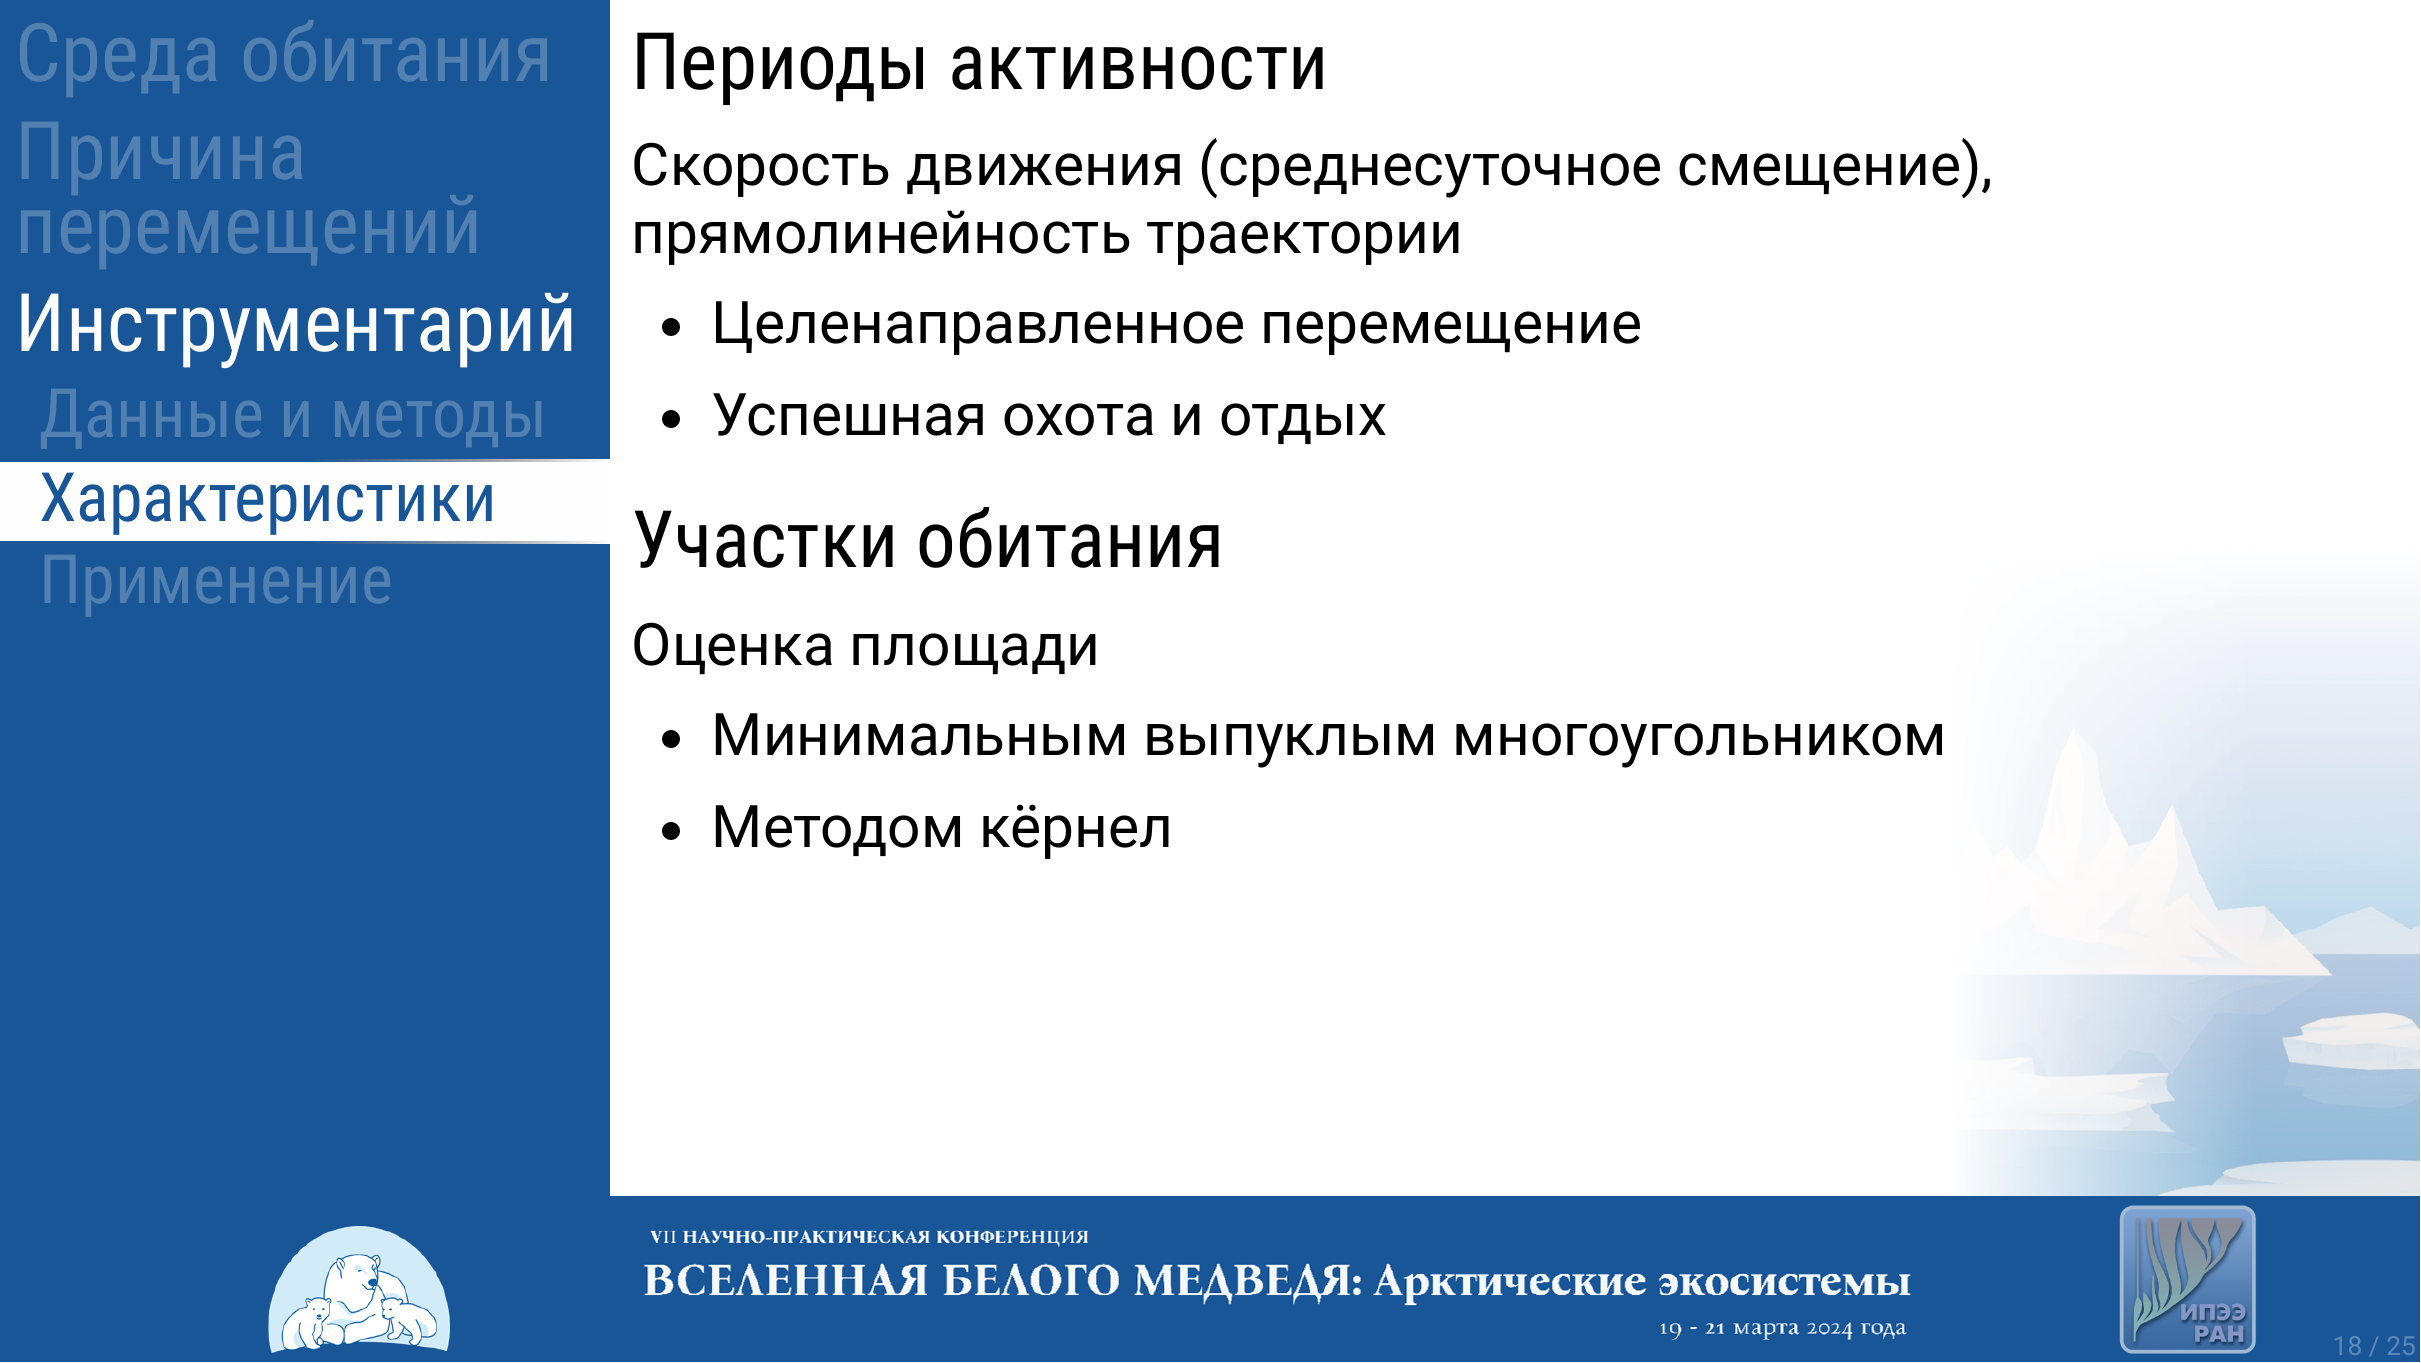 Среда обитания
Причина
перемещений
Инструментарий
Данные и методы
Характеристики
Применение
Периоды активности
Скорость движения (среднесуточное смещение),
прямолинейность траектории
• Целенаправленное перемещение
• Успешная охота и отдых
Участки обитания
Оценка площади
• Минимальным выпуклым многоугольником
• Методом кёрнел
VII НАУЧНО-ПРАКТИЧЕСКАЯ КОНФЕРЕНЦИЯ
ВСЕЛЕННАЯ БЕЛОГО МЕДВЕДЯ: Арктические экосистемы
19 - 21 марта 2024 года
ИПЭЭ
РАН
18 / 25